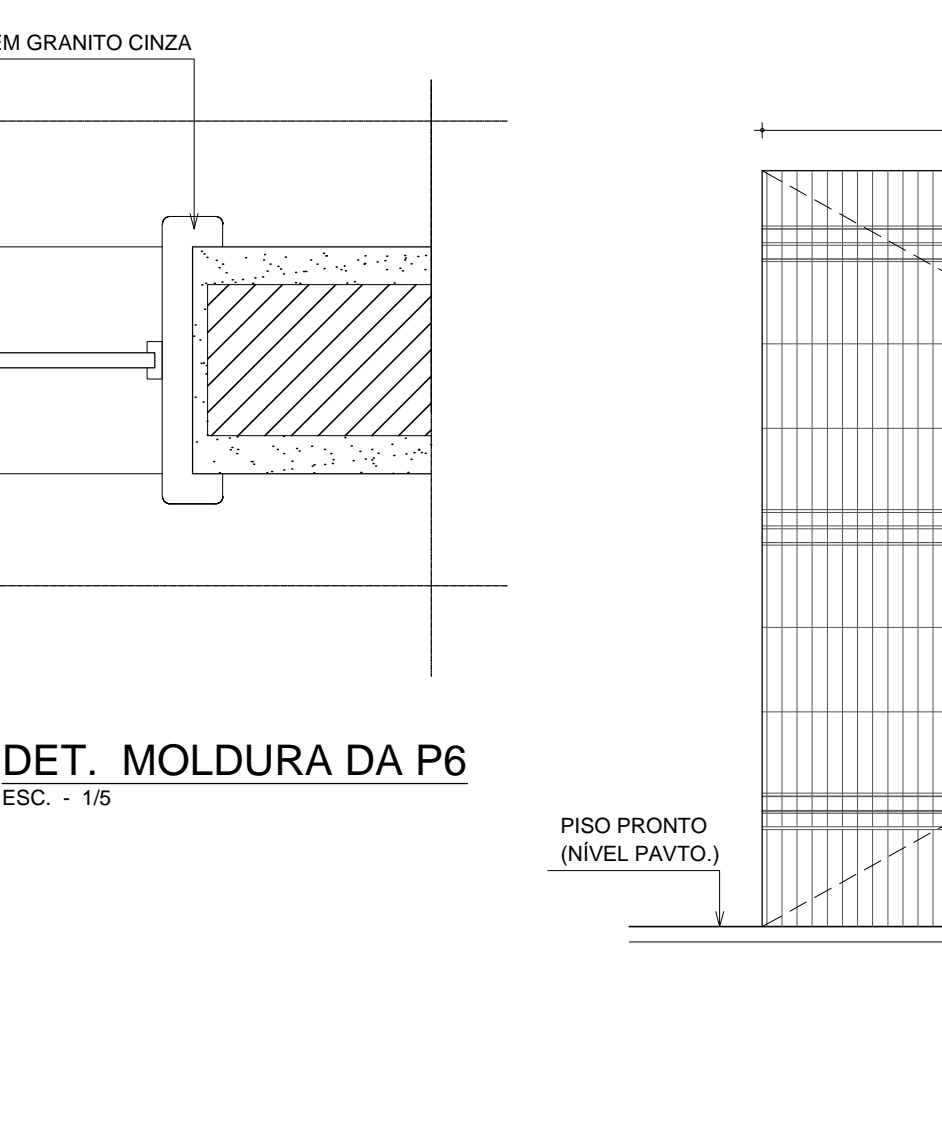 EM GRANITO CINZA
DET. MOLDURA DA P6
ESC. - 1/5
PISO PRONTO
(NÍVEL PAVTO.)